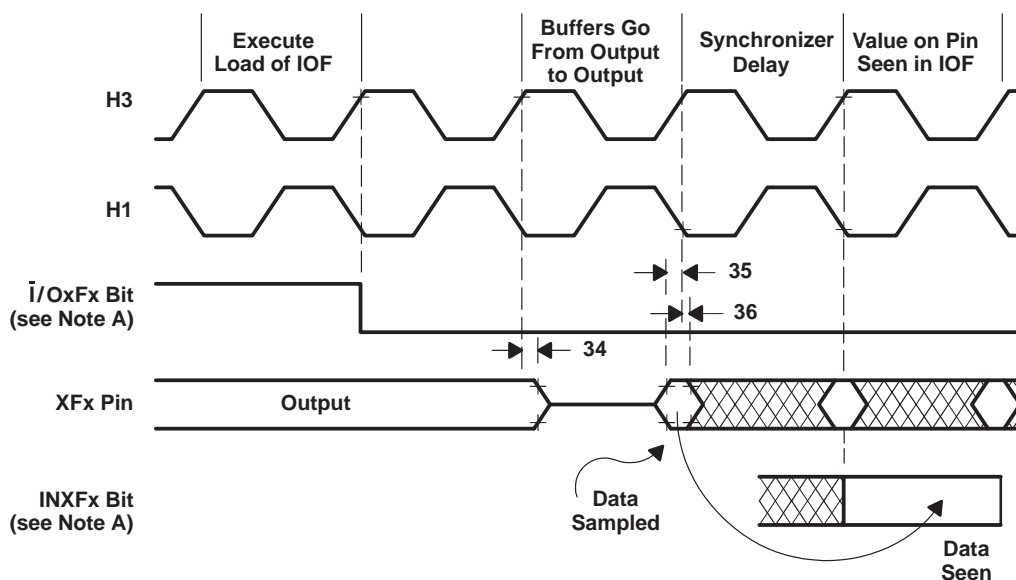 Execute
Load of IOF
Buffers Go
From Output
to Output
Synchronizer
Delay
Value on Pin
Seen in IOF
H3
H1
35
Ī/OxFx Bit
(see Note A)
36
34
XFx Pin
Output
INXFx Bit
(see Note A)
Data
Sampled
Data
Seen